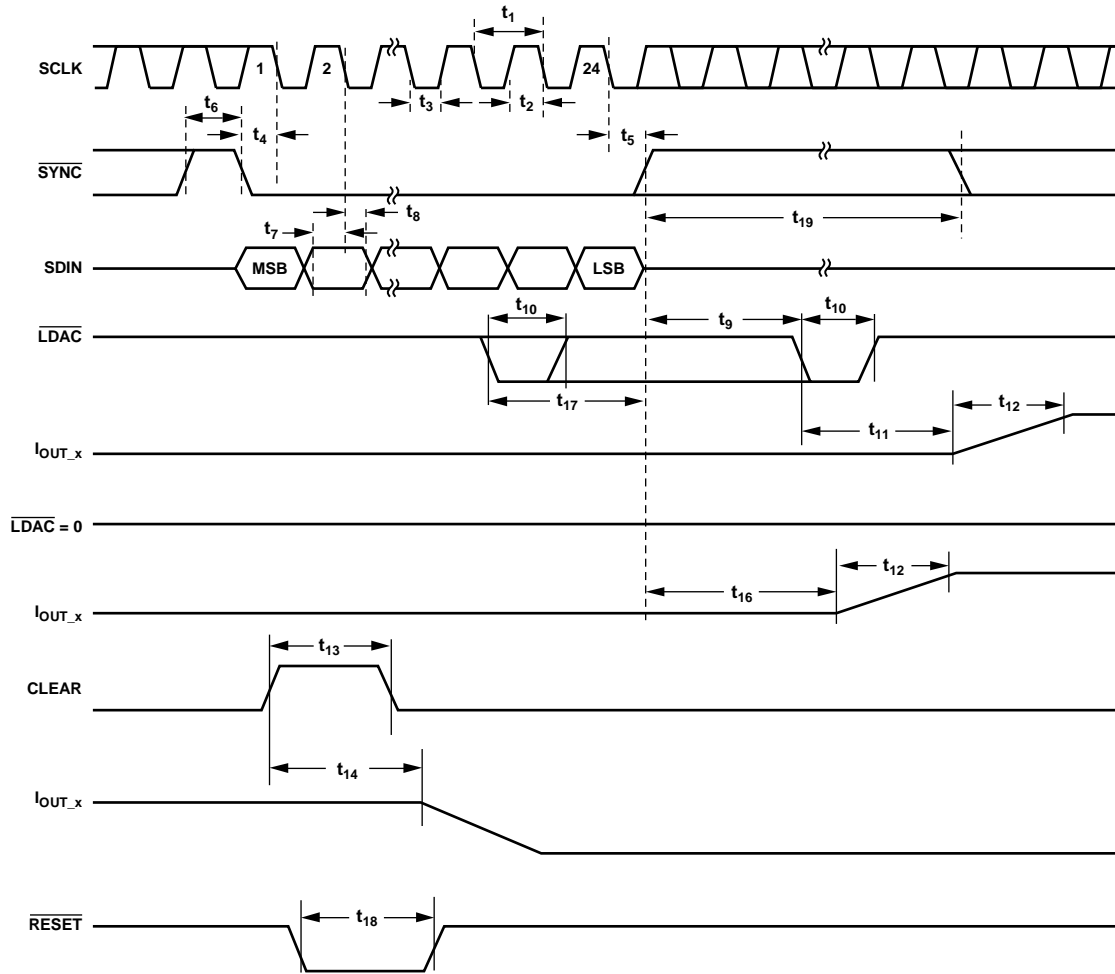 t1
SCLK
1
2
24
t3
t2
t6
t4
t5
SYNC
t19
t7
t8
SDIN
MSB
LSB
t10
t9
t10
LDAC
t17
t11
t12
IOUT_x
LDAC = 0
t12
t16
IOUT_x
t13
CLEAR
t14
IOUT_x
t18
RESET